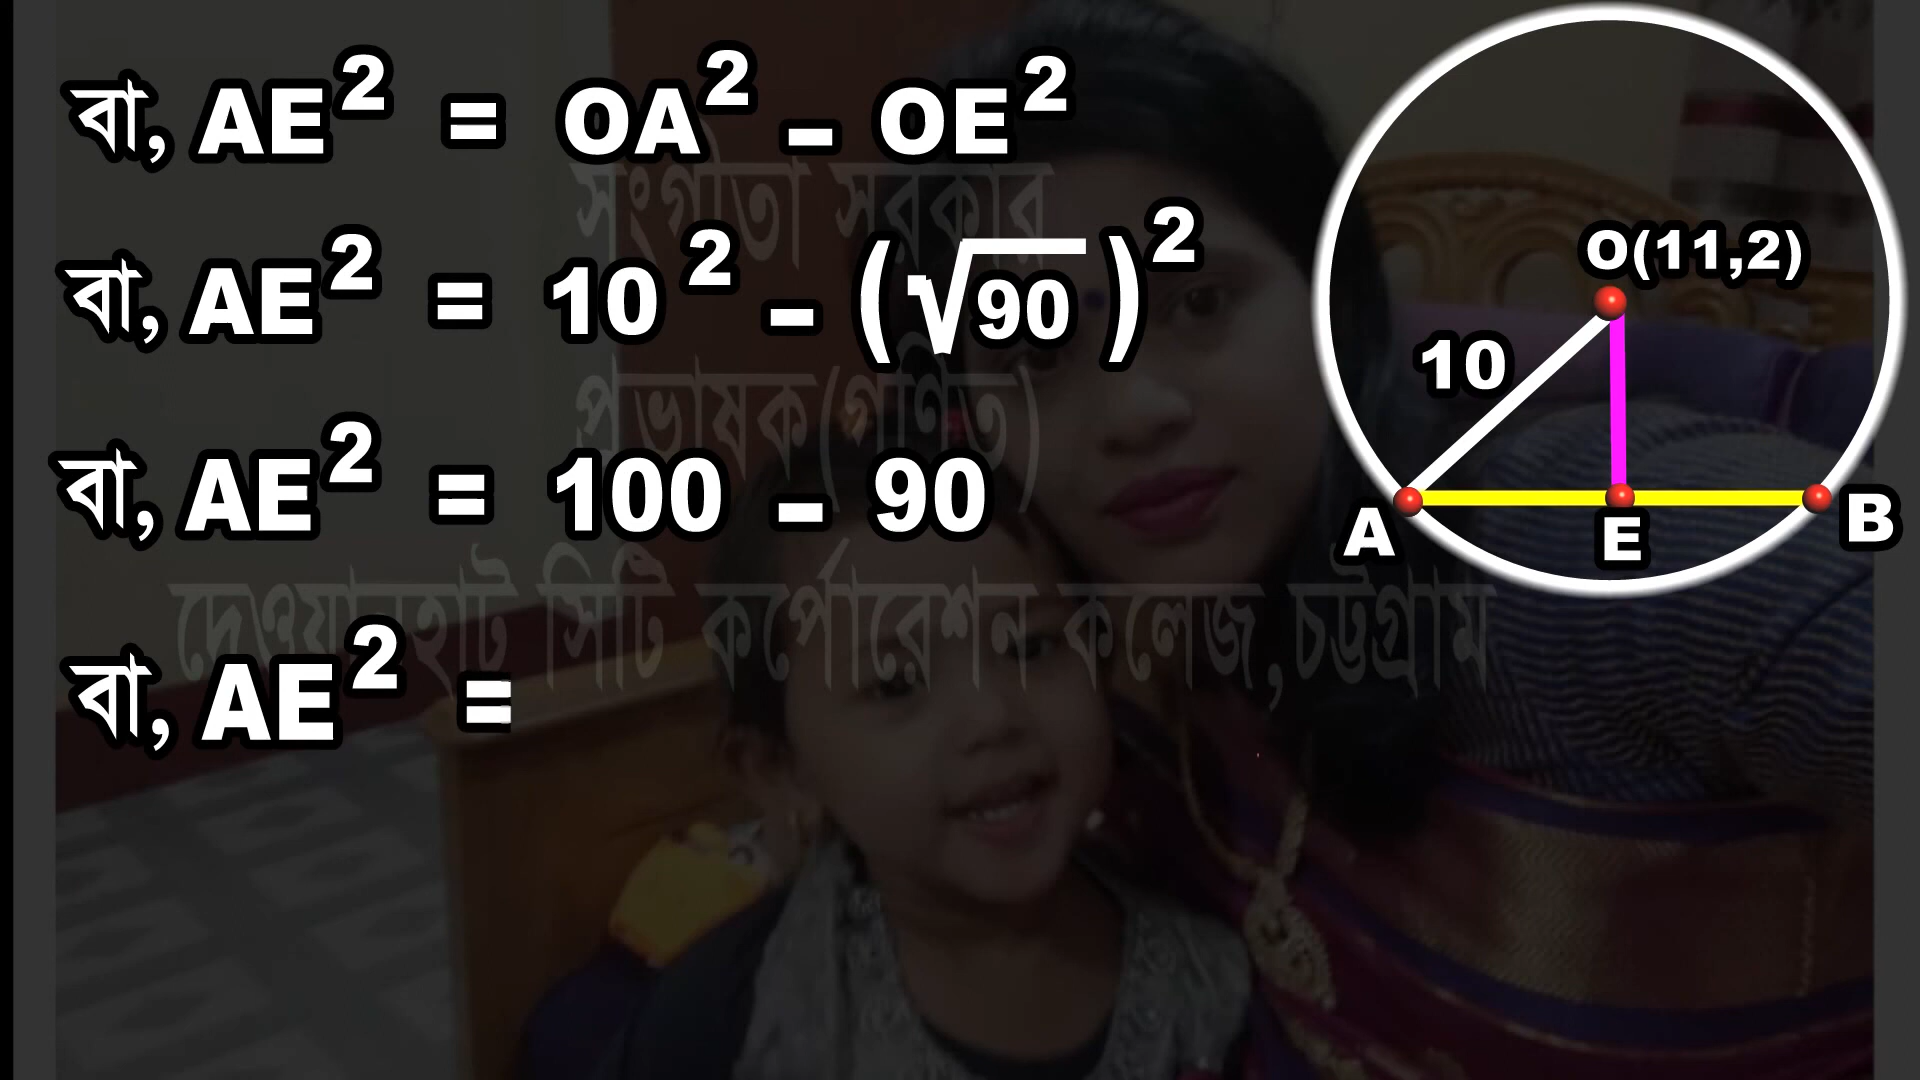 বা, AE² = OA² - OE²
সংগীতা সরকার
বা, AE² = 10² - (√90)²
প্রভাষক(গণিত)
বা, AE² = 100 - 90
দেওয়ানহাট সিটি কর্পোরেশন কলেজ,চট্টগ্রাম
বা, AE² =
O(11,2)
10
A
E
B